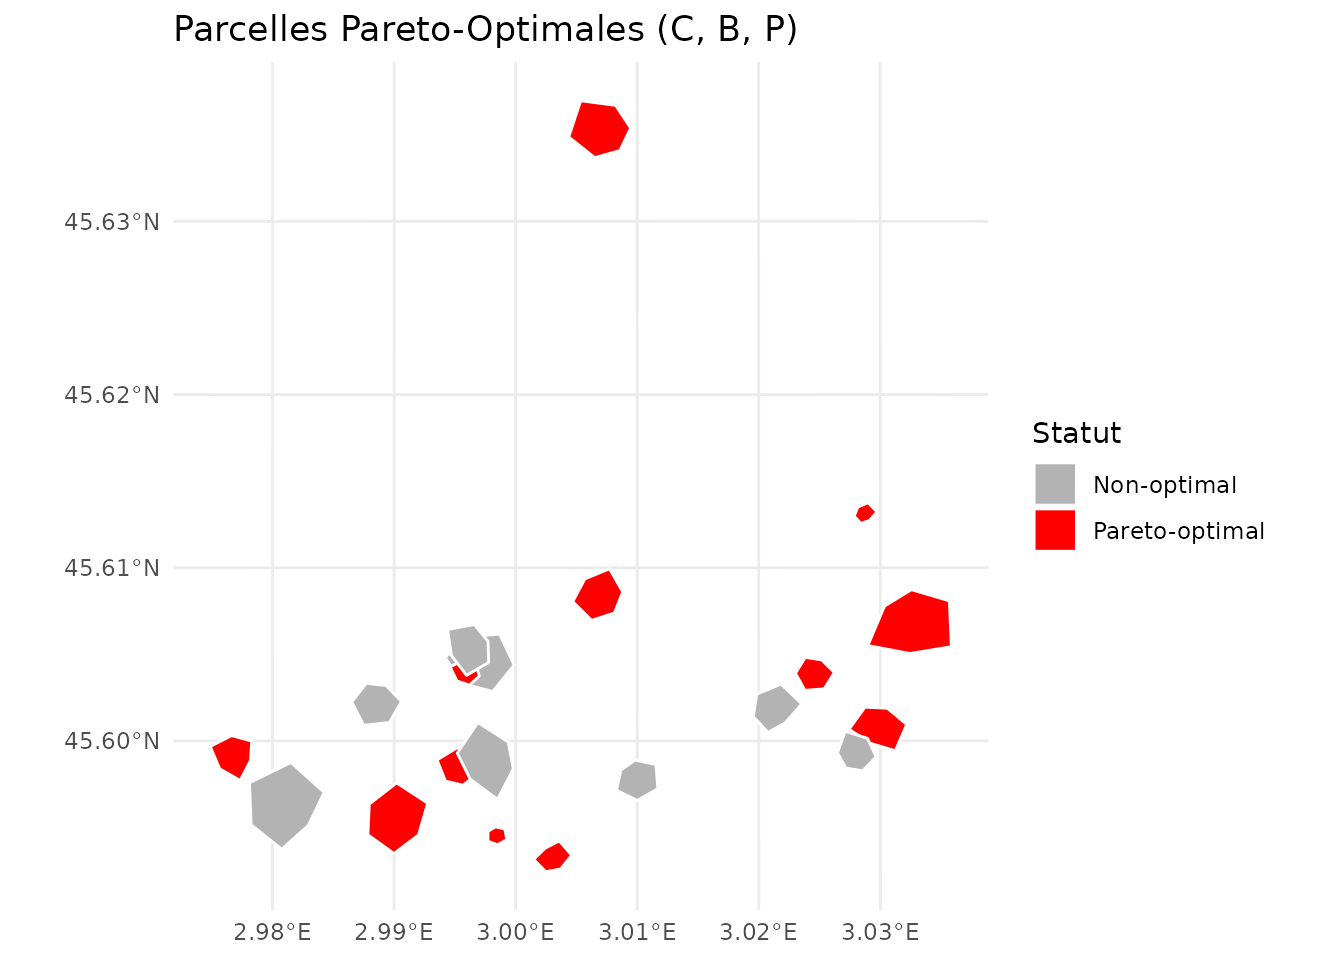 Parcelles Pareto-Optimales (C, B, P)
45.63°N
45.62°N
45.61°N
45.60°N
2.98°E
2.99°E
3.00°E
3.01°E
3.02°E
3.03°E
Statut
Non-optimal
Pareto-optimal